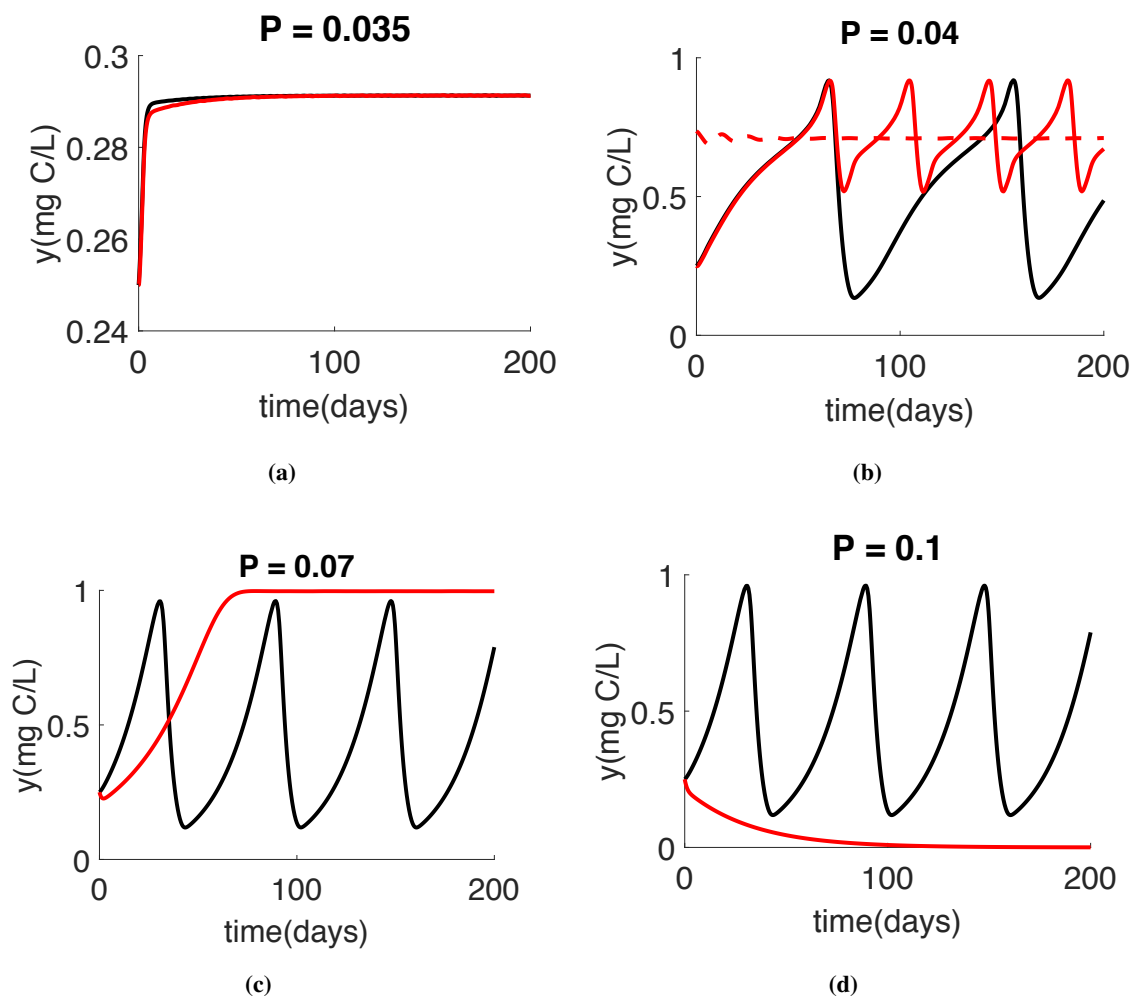 P = 0.035
0.3
0.28
0.26
0.24
y(mg C/L)
0
100
200
time(days)
(a)
P = 0.04
1
0.5
0
y(mg C/L)
0
100
200
time(days)
(b)
P = 0.07
1
0.5
0
y(mg C/L)
0
100
200
time(days)
(c)
P = 0.1
1
0.5
0
y(mg C/L)
0
100
200
time(days)
(d)